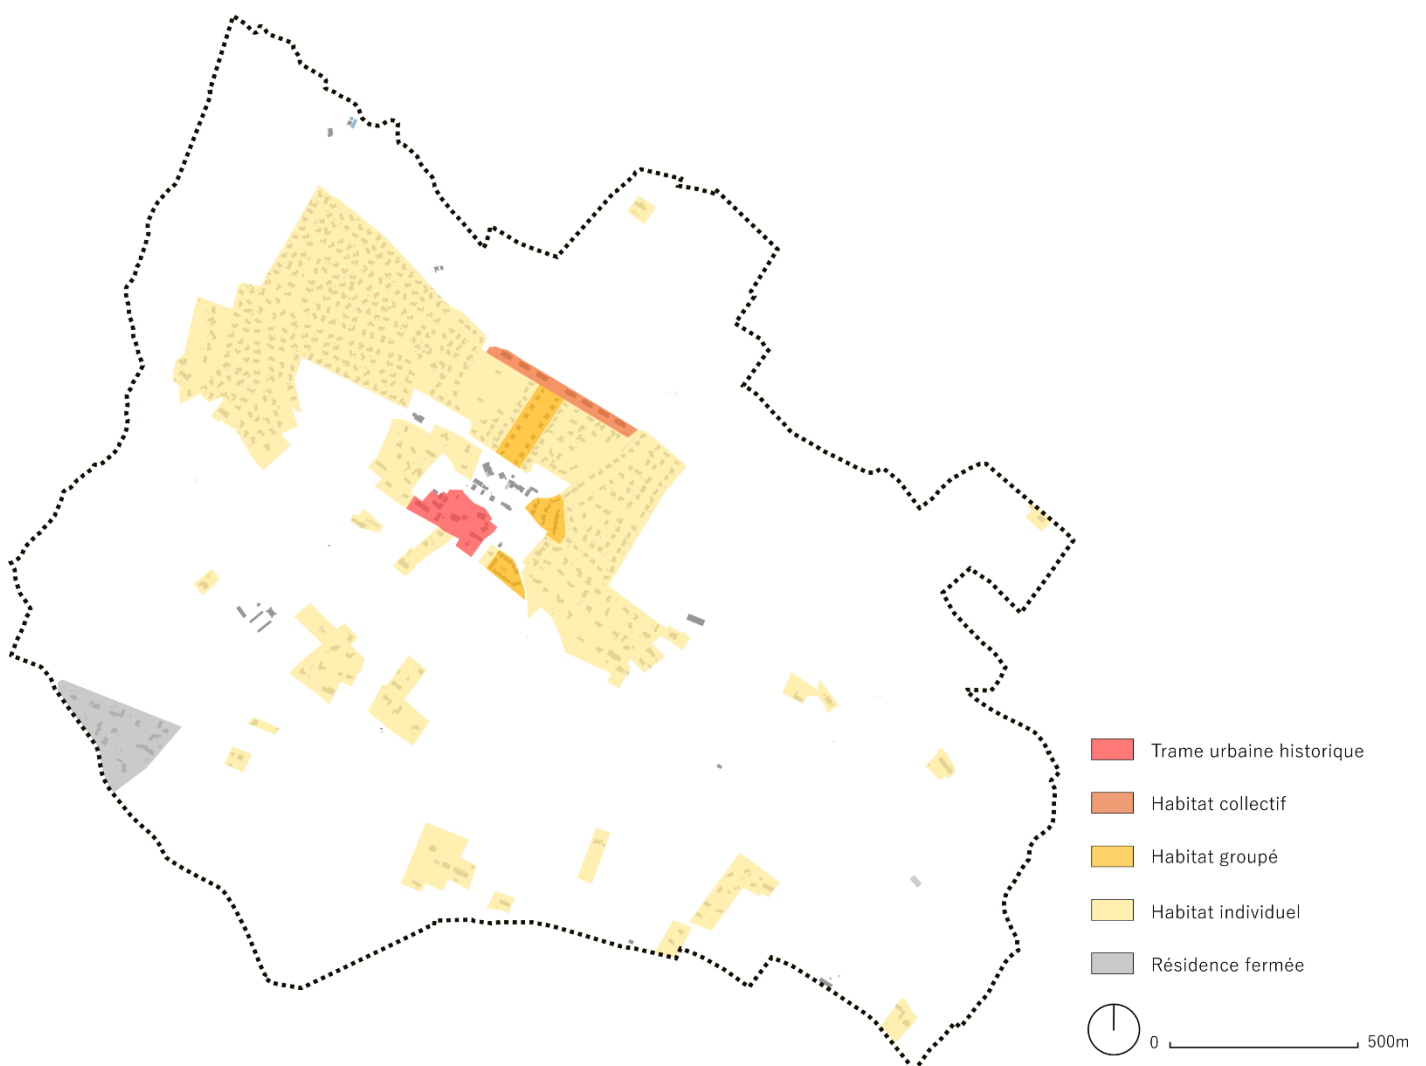 Trame urbaine historique
Habitat collectif
Habitat groupé
Habitat individuel
Résidence fermée
0 500m